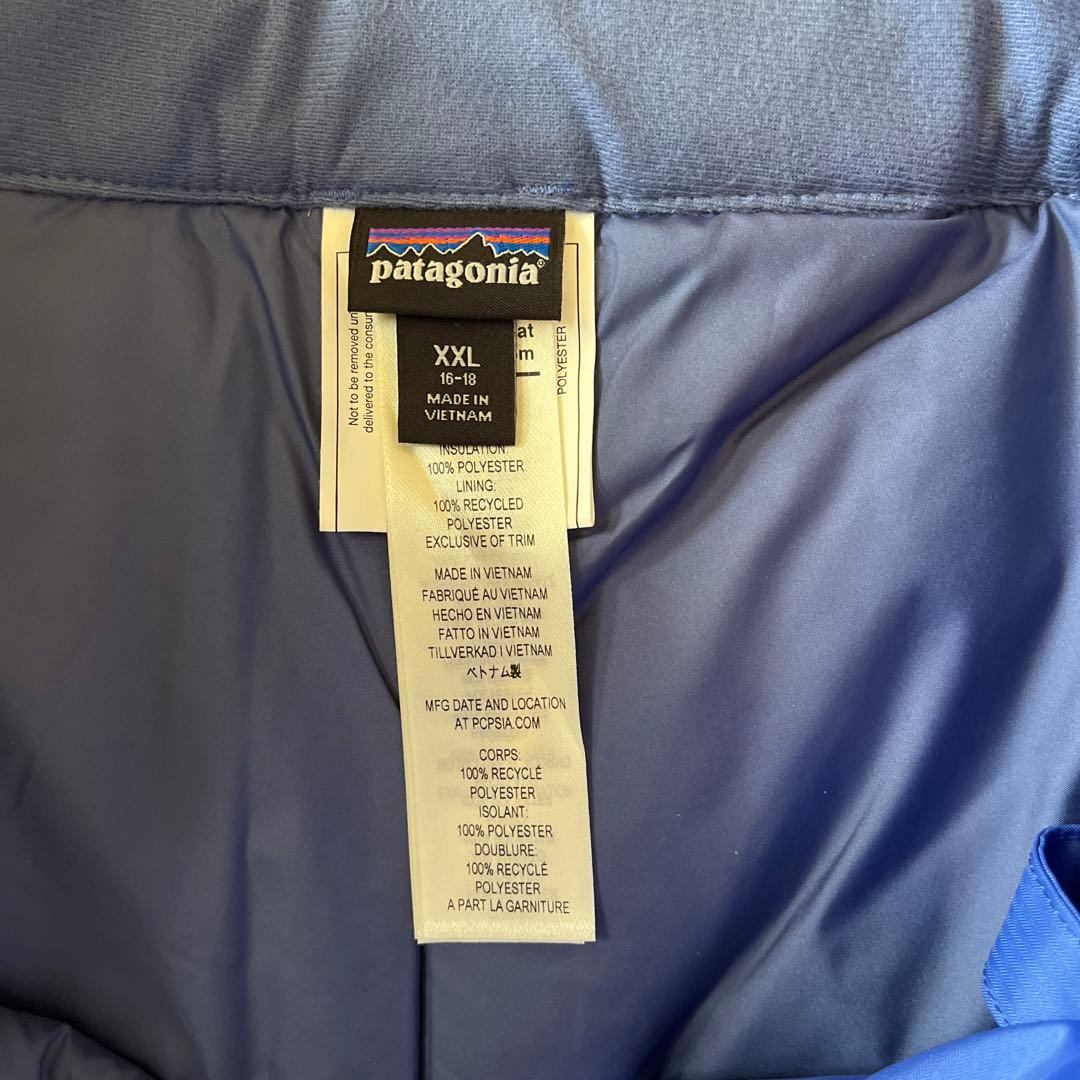 patagonia®
XXL
16-18
MADE IN
VIETNAM
Not to be removed un
delivered to the consu
at
m
POLYESTER
INSULATION:
100% POLYESTER
LINING:
100% RECYCLED
POLYESTER
EXCLUSIVE OF TRIM
MADE IN VIETNAM
FABRIQUÉ AU VIETNAM
HECHO EN VIETNAM
FATTO IN VIETNAM
TILLVERKAD I VIETNAM
ベトナム製
MFG DATE AND LOCATION
AT PCPSIA.COM
CORPS:
100% RECYCLÉ
POLYESTER
ISOLANT:
100% POLYESTER
DOUBLURE:
100% RECYCLÉ
POLYESTER
A PART LA GARNITURE